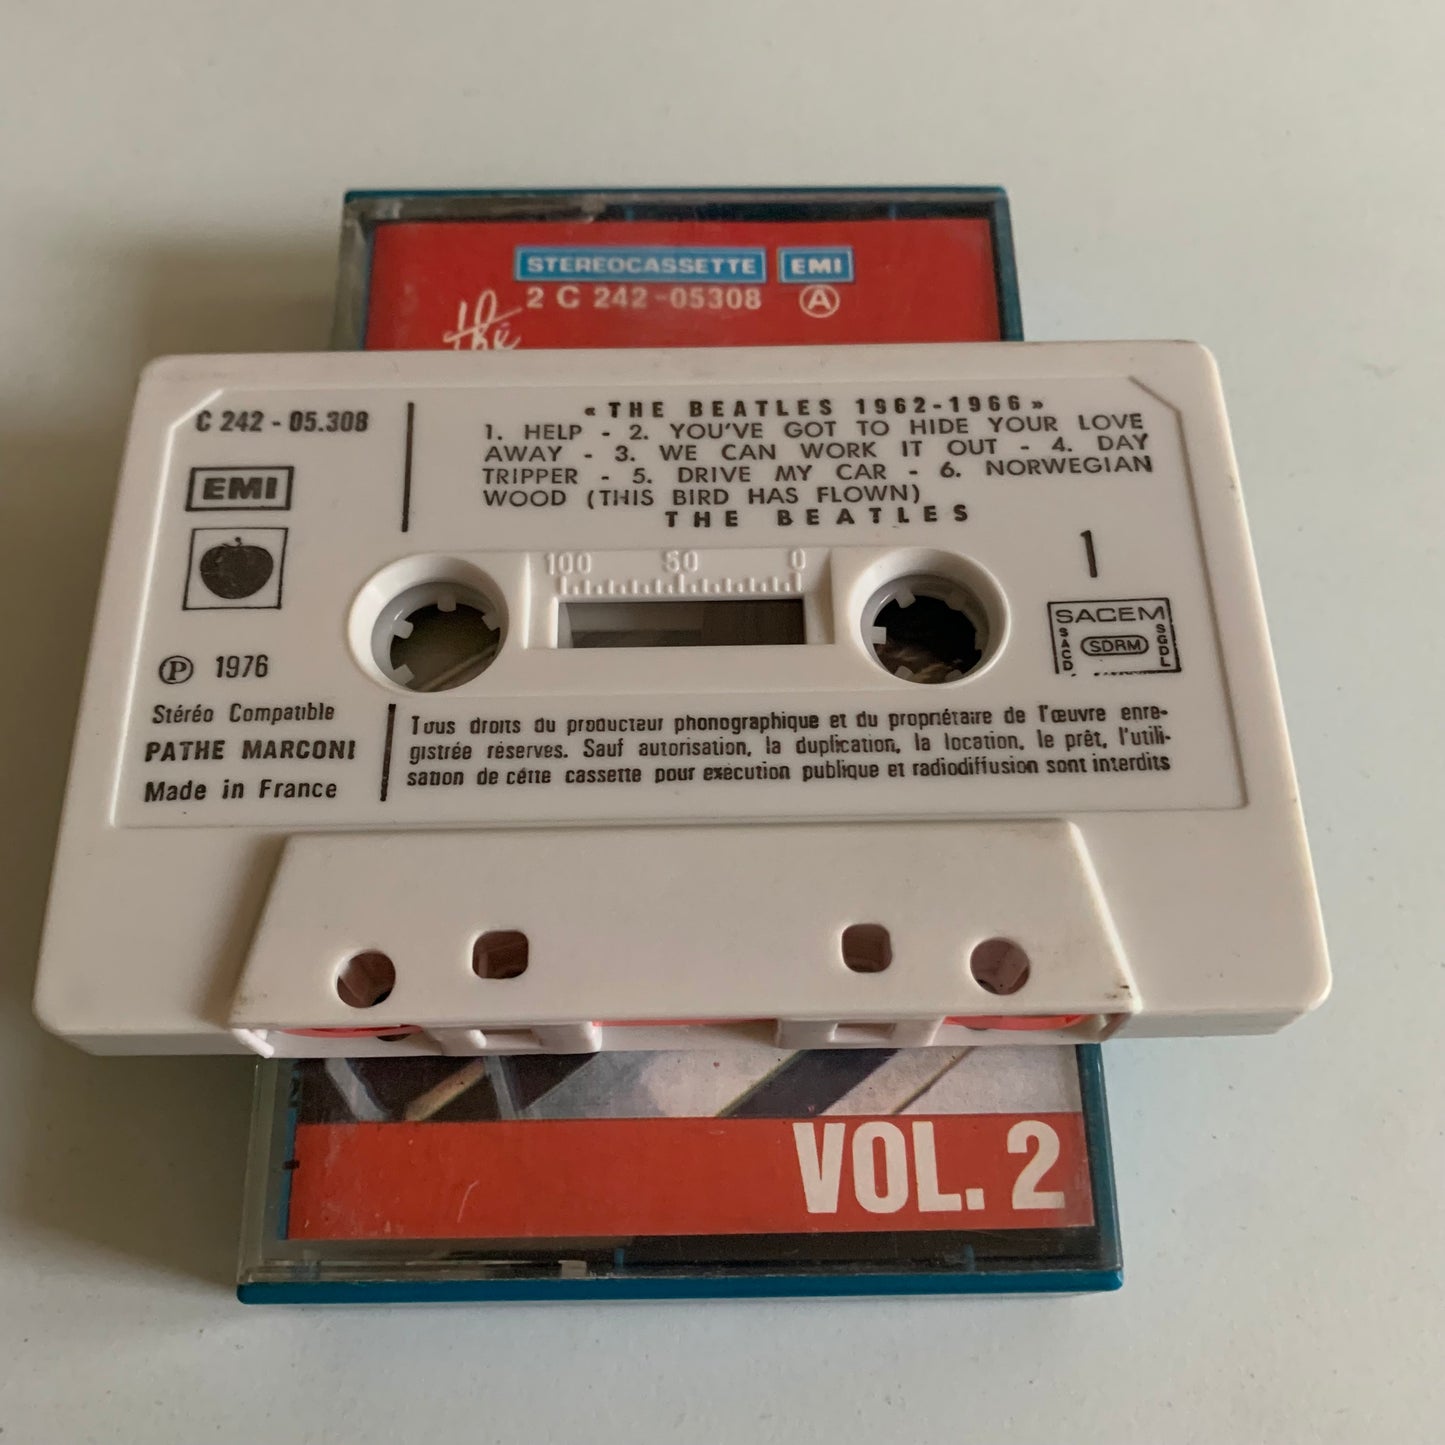 STEREOCASSETTE EMI
2 C 242-05308 A
the
C 242 - 05.308
EMI
Ⓟ 1976
Stéréo Compatible
PATHE MARCONI
Made in France
« THE BEATLES 1962-1966 »
1. HELP - 2. YOU'VE GOT TO HIDE YOUR LOVE
AWAY - 3. WE CAN WORK IT OUT - 4. DAY
TRIPPER - 5. DRIVE MY CAR - 6. NORWEGIAN
WOOD (THIS BIRD HAS FLOWN)
THE BEATLES
100 50 0
1
SACEM
SACD SDRM SGDL
Tous droits du producteur phonographique et du propriétaire de l'œuvre enre-
gistrée réservés. Sauf autorisation, la duplication, la location, le prêt, l'utili-
sation de cette cassette pour exécution publique et radiodiffusion sont interdits
VOL. 2